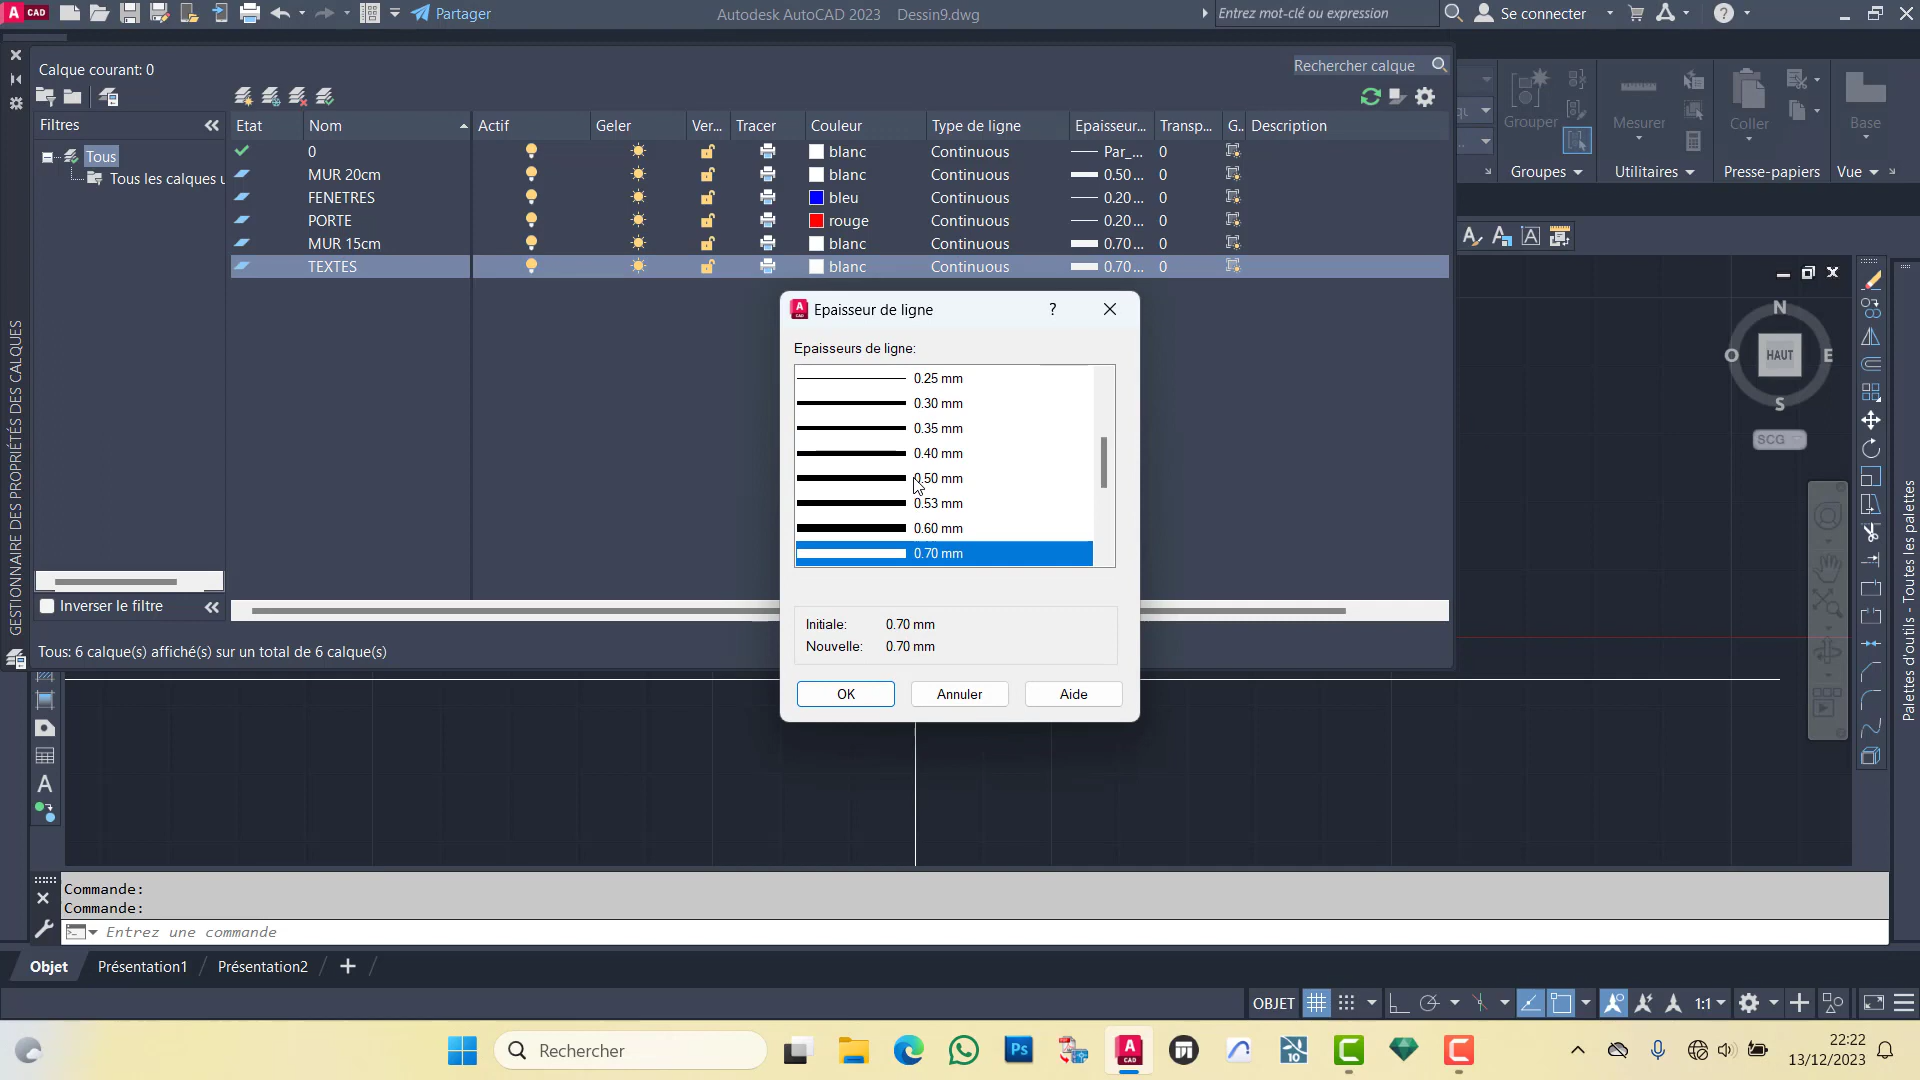 CAD
Partager
Autodesk AutoCAD 2023 Dessin9.dwg
Entrez mot-clé ou expression
Se connecter
Calque courant: 0
Rechercher calque
Filtres
Etat Nom Actif Geler Ver... Tracer Couleur Type de ligne Epaisseur... Transp... G.. Description
Tous
Tous les calques u
0 blanc Continuous Par_... 0
MUR 20cm blanc Continuous 0.50 ... 0
FENETRES bleu Continuous 0.20 ... 0
PORTE rouge Continuous 0.20 ... 0
MUR 15cm blanc Continuous 0.70 ... 0
TEXTES blanc Continuous 0.70 ... 0
Grouper
Mesurer
Coller
Base
Groupes
Utilitaires
Presse-papiers
Vue
GESTIONNAIRE DES PROPRIÉTÉS DES CALQUES
Inverser le filtre
Tous: 6 calque(s) affiché(s) sur un total de 6 calque(s)
Epaisseur de ligne
?
Epaisseurs de ligne:
0.25 mm
0.30 mm
0.35 mm
0.40 mm
0.50 mm
0.53 mm
0.60 mm
0.70 mm
Initiale: 0.70 mm
Nouvelle: 0.70 mm
OK
Annuler
Aide
N
O
HAUT
E
S
SCG
Palettes d'outils - Toutes les palettes
Commande:
Commande:
Entrez une commande
Objet
Présentation1
Présentation2
OBJET
1:1
Rechercher
Ps
A
CAD
10
22:22
13/12/2023